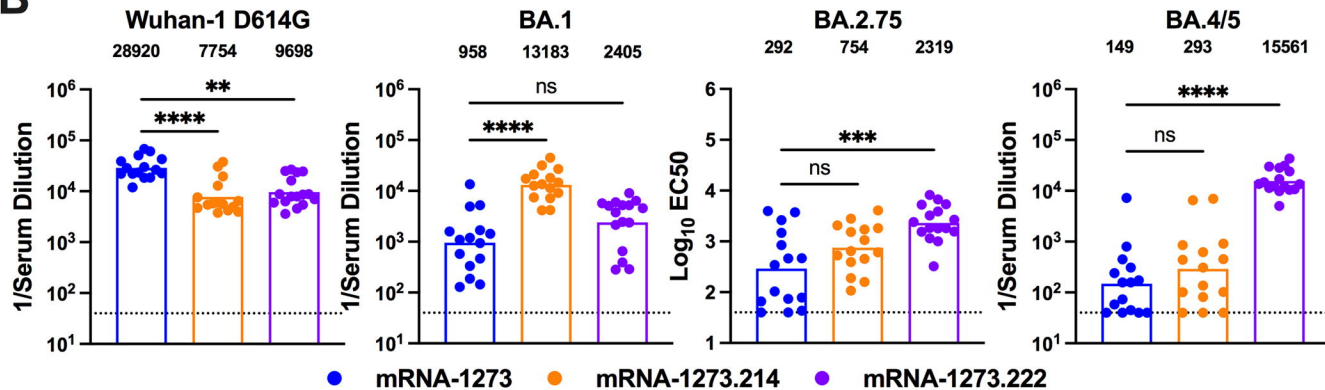 B
Wuhan-1 D614G
28920 7754 9698
1/Serum Dilution
10⁶
10⁵
10⁴
10³
10²
10¹
**
****
BA.1
958 13183 2405
1/Serum Dilution
10⁶
10⁵
10⁴
10³
10²
10¹
ns
****
BA.2.75
292 754 2319
Log₁₀ EC50
6
5
4
3
2
1
***
ns
BA.4/5
149 293 15561
1/Serum Dilution
10⁶
10⁵
10⁴
10³
10²
10¹
****
ns
mRNA-1273 mRNA-1273.214 mRNA-1273.222